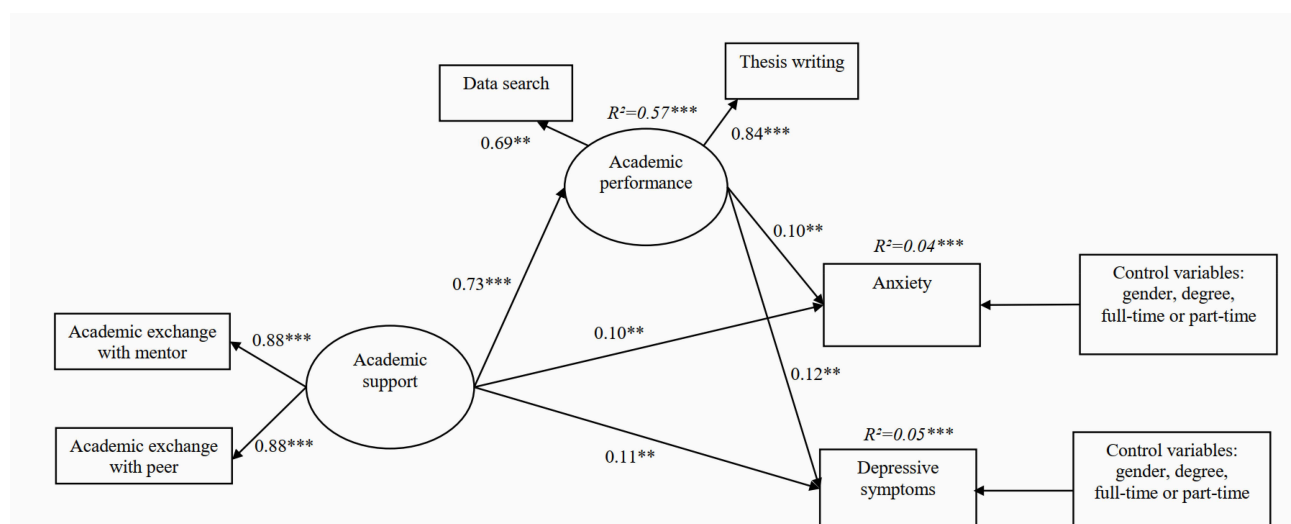 Thesis writing
Data search
R²=0.57***
0.69**
0.84***
Academic
performance
0.10**
R²=0.04***
Anxiety
Control variables:
gender, degree,
full-time or part-time
0.73***
Academic exchange
with mentor
0.88***
0.10**
Academic
support
0.12**
Academic exchange
with peer
0.88***
0.11**
R²=0.05***
Depressive
symptoms
Control variables:
gender, degree,
full-time or part-time